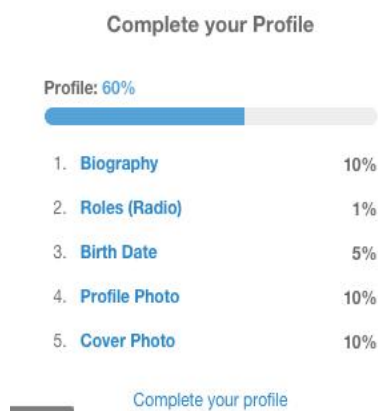 Complete your Profile
Profile: 60%
1. Biography 10%
2. Roles (Radio) 1%
3. Birth Date 5%
4. Profile Photo 10%
5. Cover Photo 10%
Complete your profile